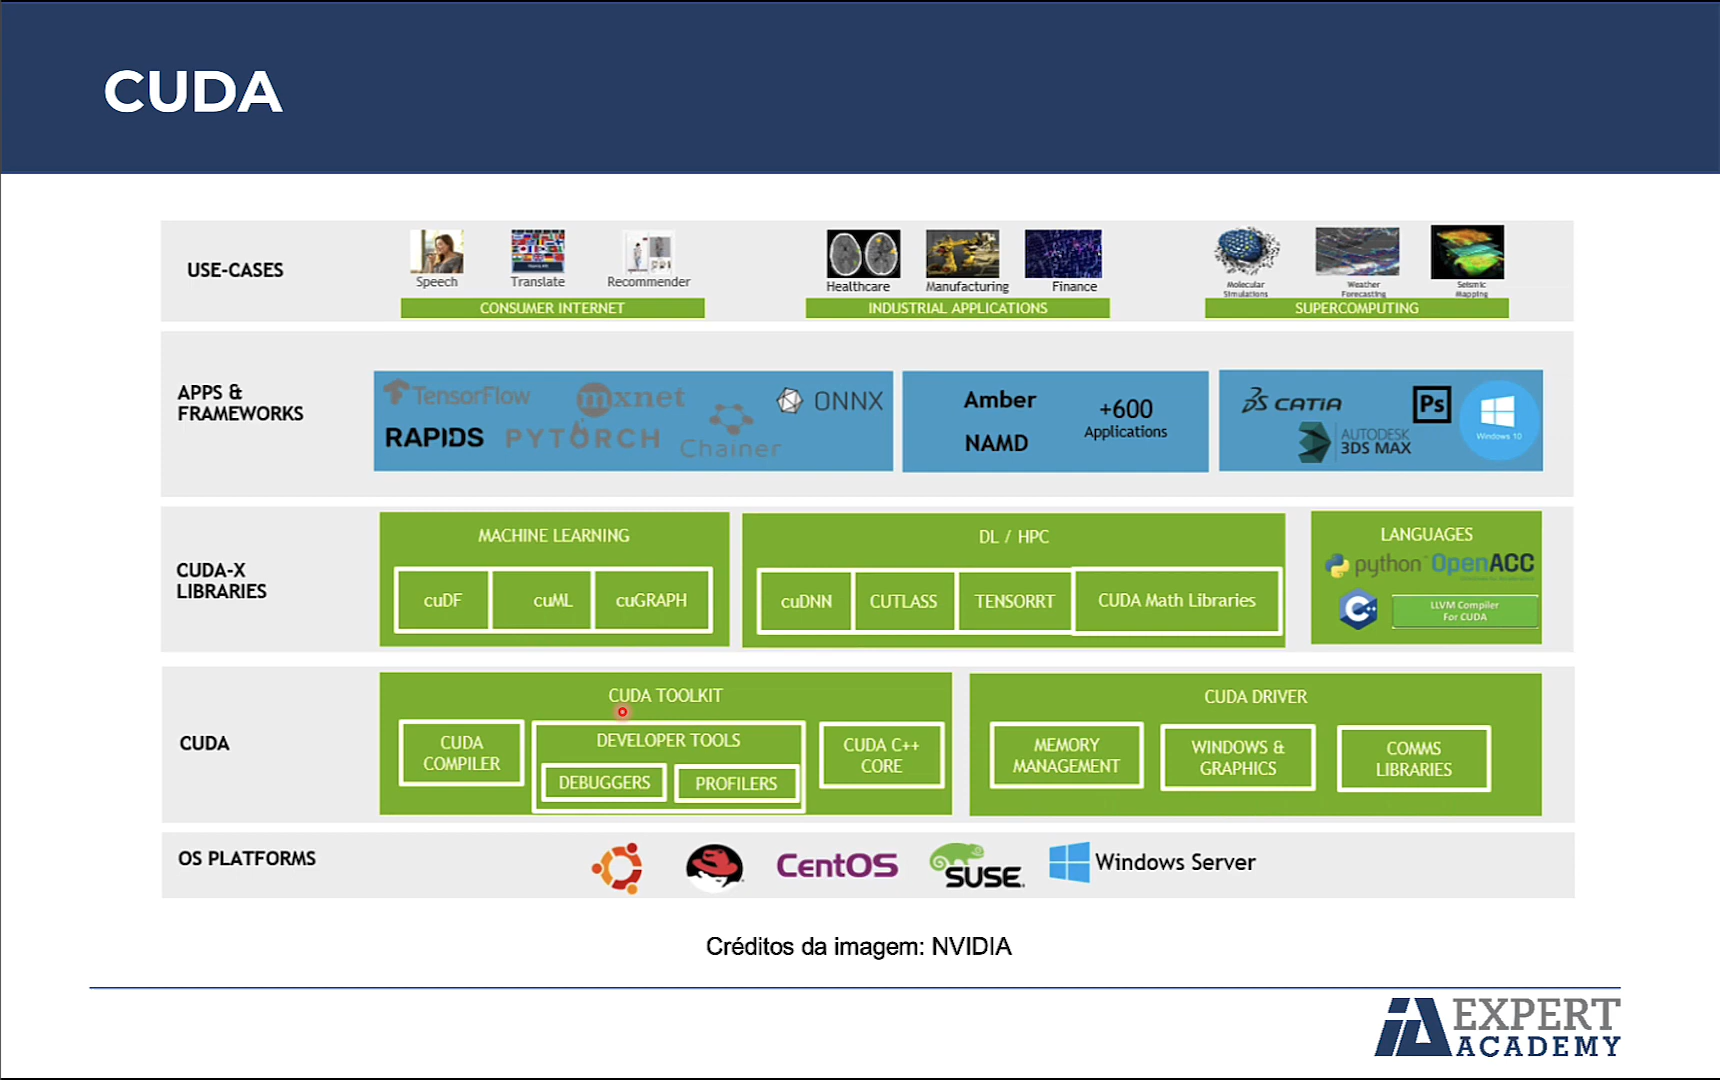 CUDA
USE-CASES
Speech
Translate
Recommender
CONSUMER INTERNET
Healthcare
Manufacturing
Finance
INDUSTRIAL APPLICATIONS
Molecular
Simulations
Weather
Forecasting
Seismic
Mapping
SUPERCOMPUTING
APPS &
FRAMEWORKS
TensorFlow
mxnet
ONNX
RAPIDS
PYTORCH
Chainer
Amber
NAMD
+600
Applications
CATIA
Ps
AUTODESK
3DS MAX
Windows 10
CUDA-X
LIBRARIES
MACHINE LEARNING
cuDF
cuML
cuGRAPH
DL / HPC
cuDNN
CUTLASS
TENSORRT
CUDA Math Libraries
LANGUAGES
python
OpenACC
C++
LLVM Compiler
For CUDA
CUDA
CUDA TOOLKIT
CUDA
COMPILER
DEVELOPER TOOLS
DEBUGGERS
PROFILERS
CUDA C++
CORE
CUDA DRIVER
MEMORY
MANAGEMENT
WINDOWS &
GRAPHICS
COMMS
LIBRARIES
OS PLATFORMS
CentOS
SUSE
Windows Server
Créditos da imagem: NVIDIA
IA EXPERT
ACADEMY